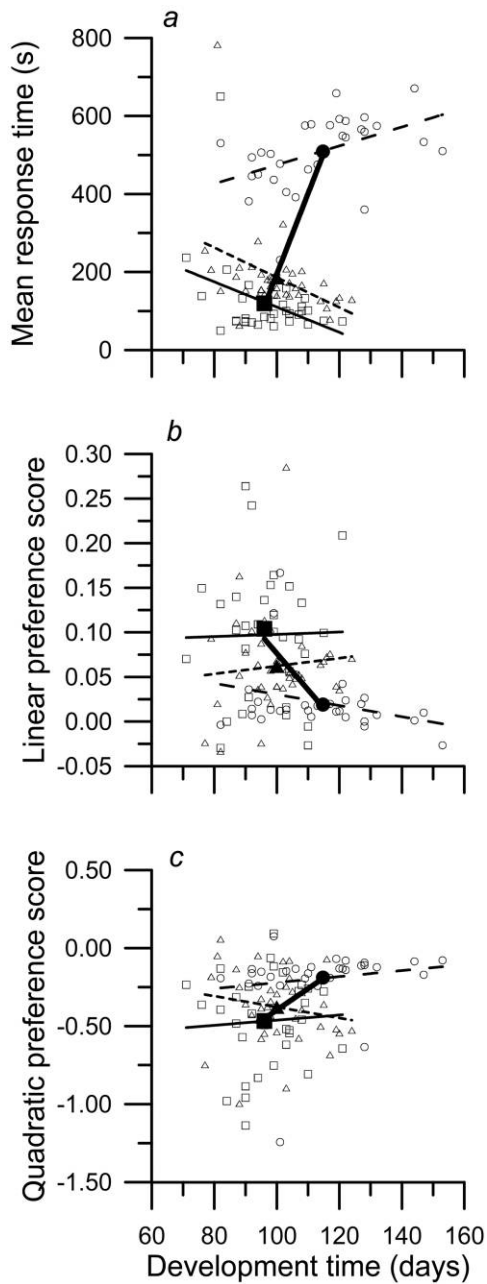 a
Mean response time (s)
800
600
400
200
0
b
Linear preference score
0.30
0.25
0.20
0.15
0.10
0.05
0.00
-0.05
c
Quadratic preference score
0.50
0.00
-0.50
-1.00
-1.50
60 80 100 120 140 160
Development time (days)